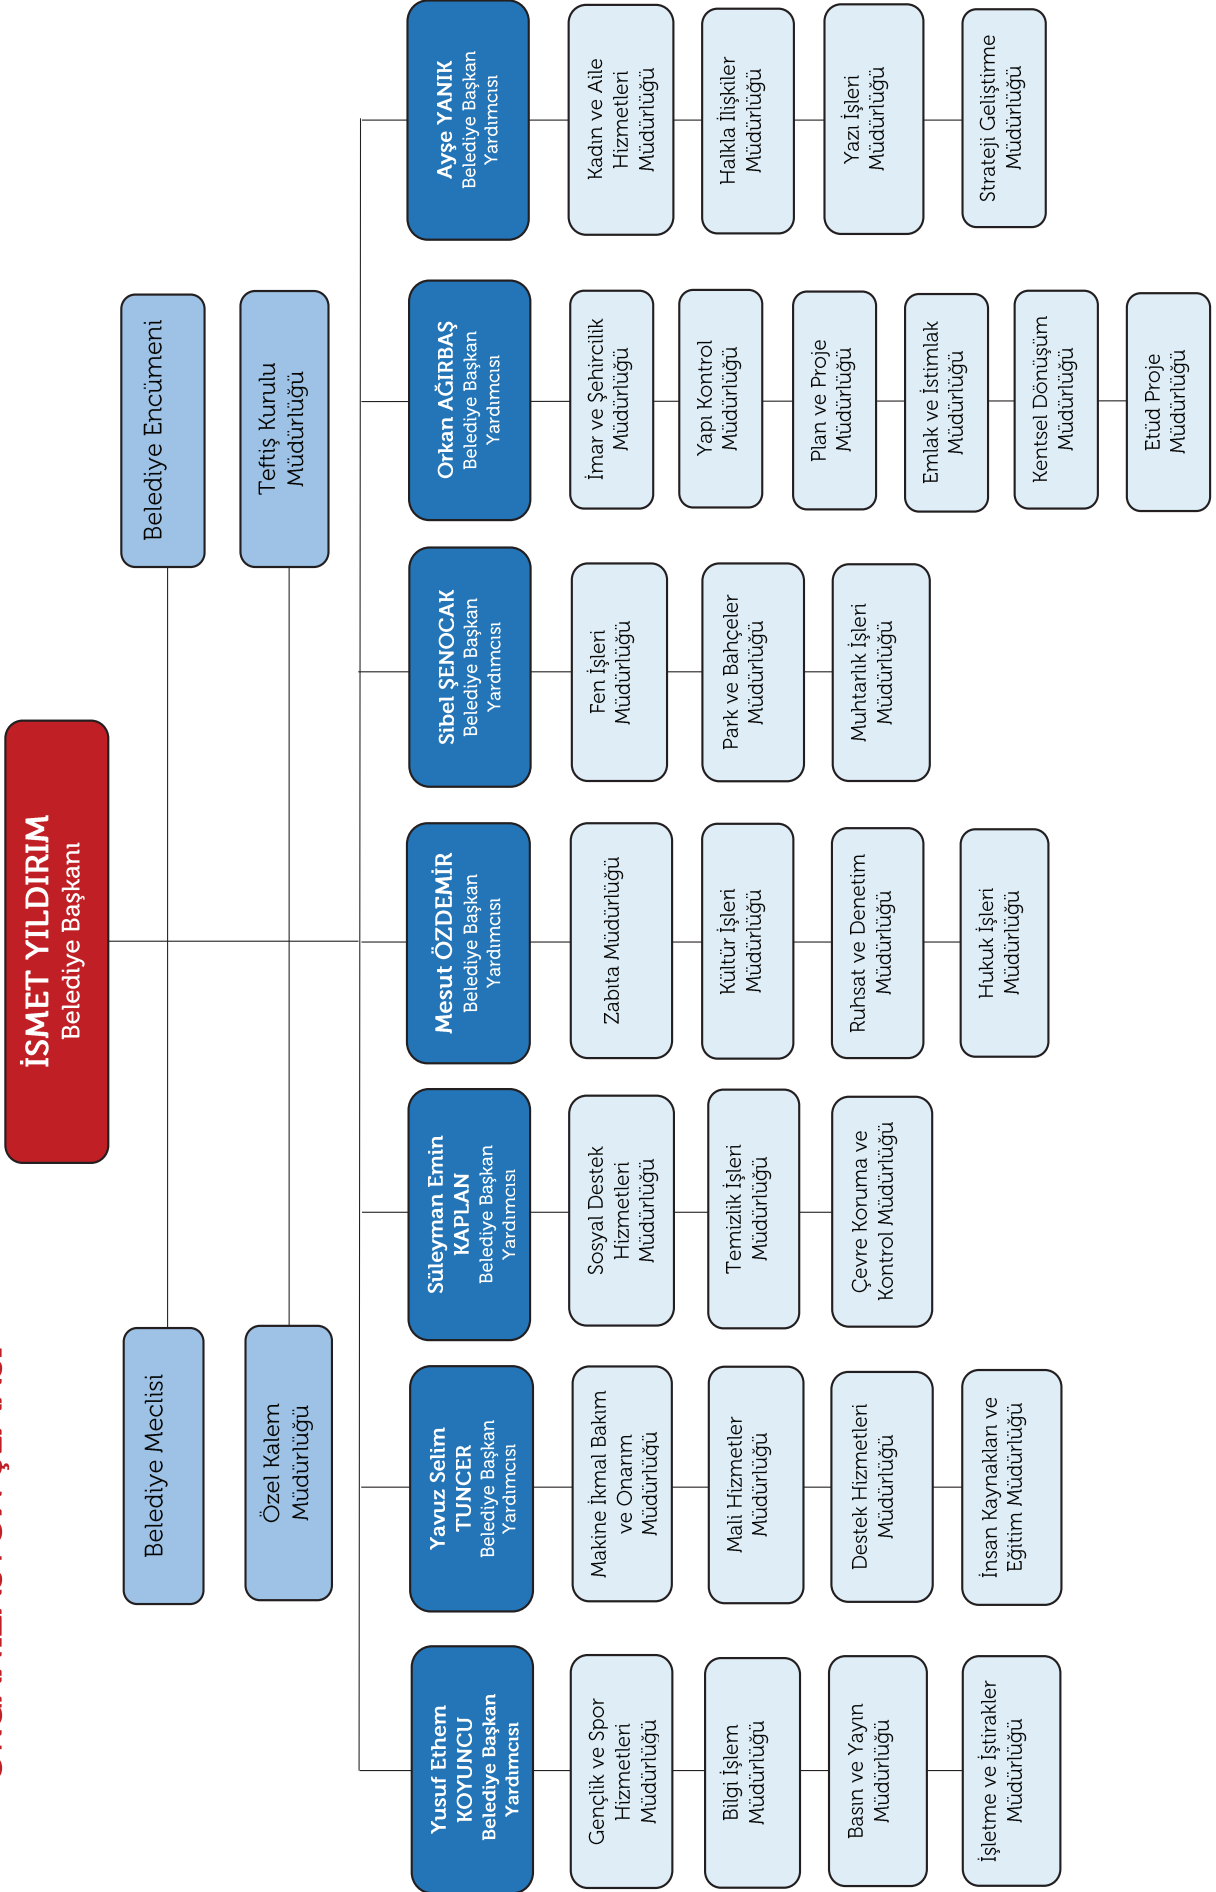 İSMET YILDIRIM
Belediye Başkanı
Belediye Meclisi
Belediye Encümeni
Özel Kalem
Müdürlüğü
Teftiş Kurulu
Müdürlüğü
Yusuf Ethem
KOYUNCU
Belediye Başkan
Yardımcısı
Gençlik ve Spor
Hizmetleri
Müdürlüğü
Bilgi İşlem
Müdürlüğü
Basın ve Yayın
Müdürlüğü
İşletme ve İştirakler
Müdürlüğü
Yavuz Selim
TUNCER
Belediye Başkan
Yardımcısı
Makine İkmal Bakım
ve Onarım
Müdürlüğü
Mali Hizmetler
Müdürlüğü
Destek Hizmetleri
Müdürlüğü
İnsan Kaynakları ve
Eğitim Müdürlüğü
Süleyman Emin
KAPLAN
Belediye Başkan
Yardımcısı
Sosyal Destek
Hizmetleri
Müdürlüğü
Temizlik İşleri
Müdürlüğü
Çevre Koruma ve
Kontrol Müdürlüğü
Mesut ÖZDEMİR
Belediye Başkan
Yardımcısı
Zabıta Müdürlüğü
Kültür İşleri
Müdürlüğü
Ruhsat ve Denetim
Müdürlüğü
Hukuk İşleri
Müdürlüğü
Sibel ŞENOCAK
Belediye Başkan
Yardımcısı
Fen İşleri
Müdürlüğü
Park ve Bahçeler
Müdürlüğü
Muhtarlık İşleri
Müdürlüğü
Orkan AĞIRBAŞ
Belediye Başkan
Yardımcısı
İmar ve Şehircilik
Müdürlüğü
Yapı Kontrol
Müdürlüğü
Plan ve Proje
Müdürlüğü
Emlak ve İstimlak
Müdürlüğü
Kentsel Dönüşüm
Müdürlüğü
Etüd Proje
Müdürlüğü
Ayşe YANIK
Belediye Başkan
Yardımcısı
Kadın ve Aile
Hizmetleri
Müdürlüğü
Halkla İlişkiler
Müdürlüğü
Yazı İşleri
Müdürlüğü
Strateji Geliştirme
Müdürlüğü